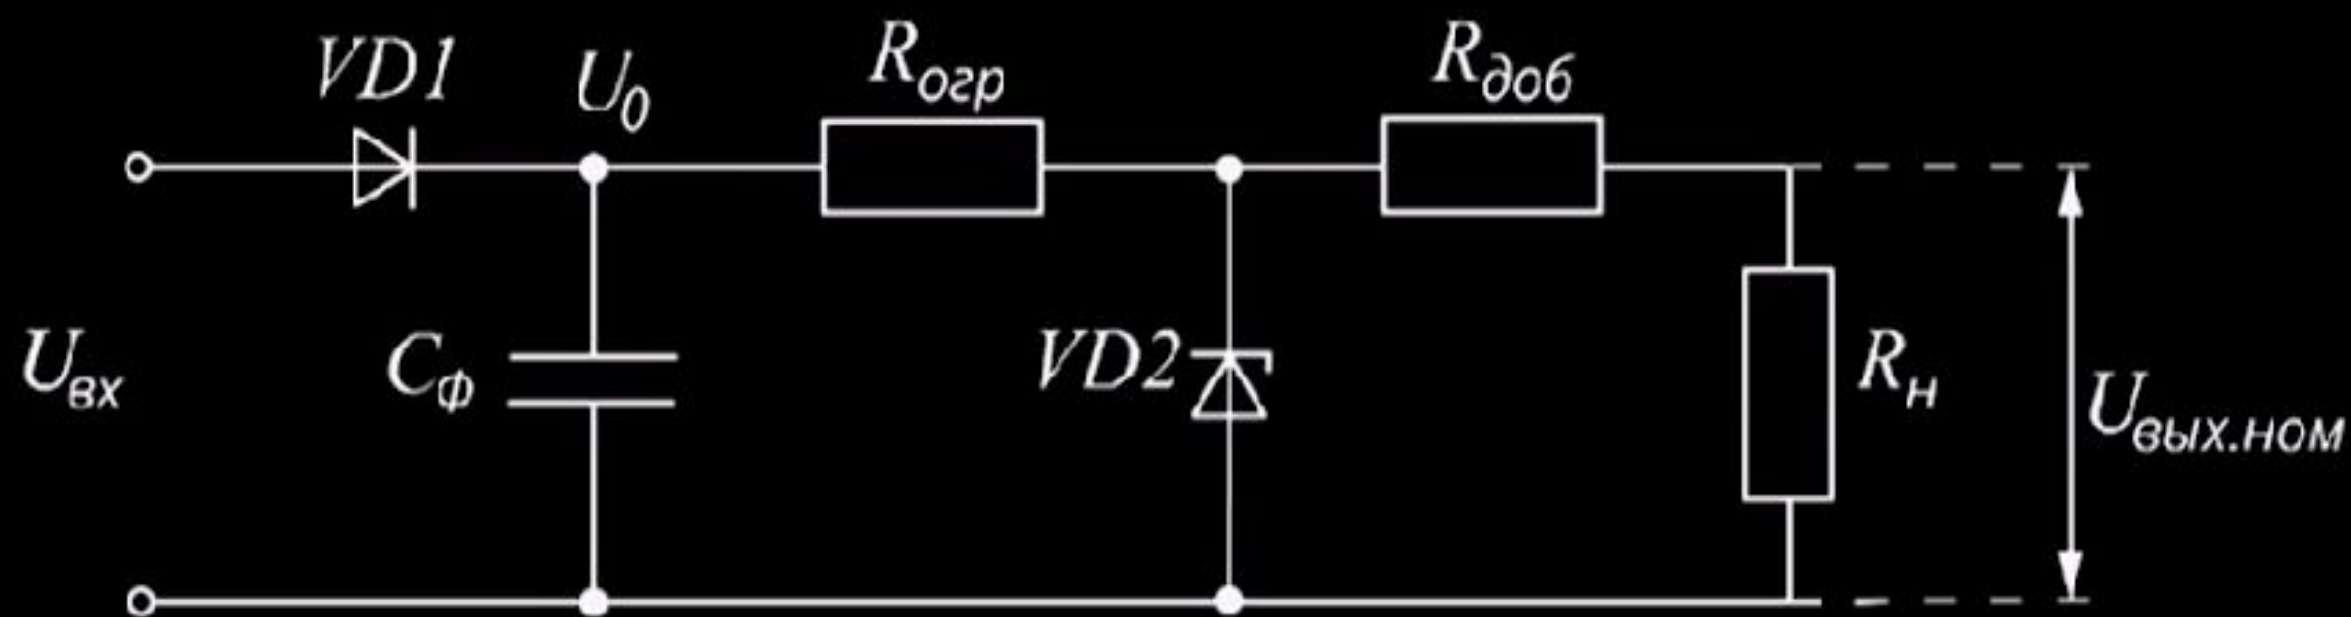 VD1
U₀
Rогр
Rдоб
Uвх
Cф
VD2
Rн
Uвых.ном